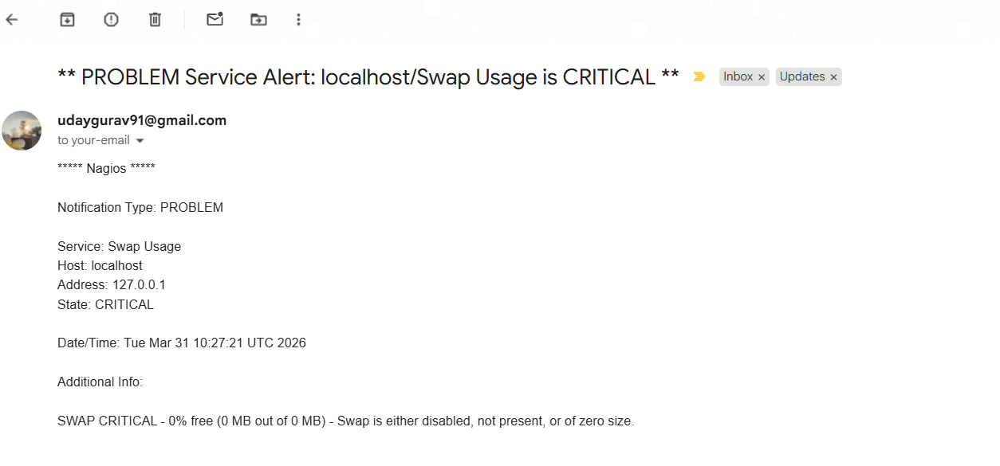 ** PROBLEM Service Alert: localhost/Swap Usage is CRITICAL ** Inbox × Updates ×
udaygurav91@gmail.com
to your-email
***** Nagios *****
Notification Type: PROBLEM
Service: Swap Usage
Host: localhost
Address: 127.0.0.1
State: CRITICAL
Date/Time: Tue Mar 31 10:27:21 UTC 2026
Additional Info:
SWAP CRITICAL - 0% free (0 MB out of 0 MB) - Swap is either disabled, not present, or of zero size.